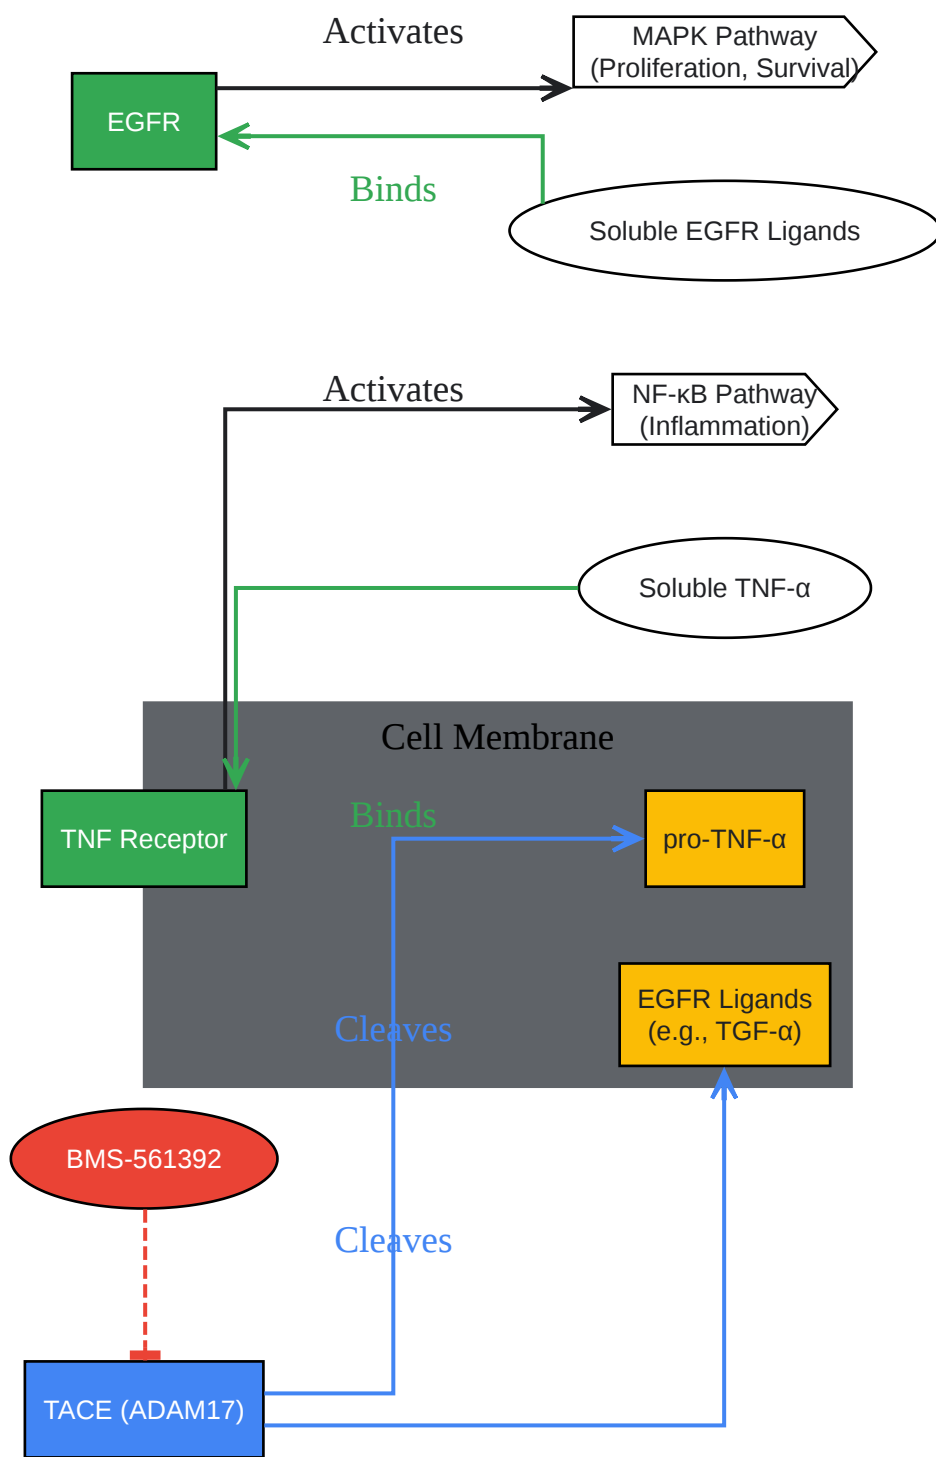 Activates
MAPK Pathway
(Proliferation, Survival)
EGFR
Binds
Soluble EGFR Ligands
Activates
NF-κB Pathway
(Inflammation)
Soluble TNF-α
Cell Membrane
Binds
TNF Receptor
pro-TNF-α
EGFR Ligands
(e.g., TGF-α)
Cleaves
BMS-561392
Cleaves
TACE (ADAM17)